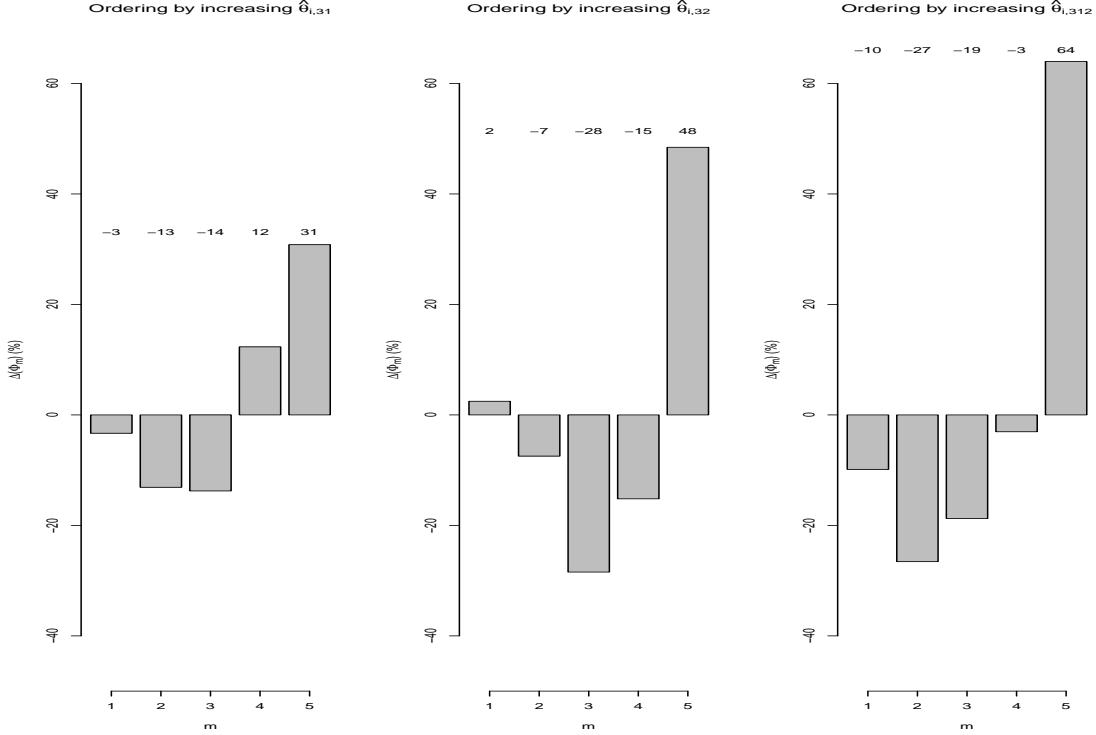 Ordering by increasing θ̂i,31
Δ(Φm) (%)
60
40
20
0
−20
−40
−3 −13 −14 12 31
1 2 3 4 5
m
Ordering by increasing θ̂i,32
Δ(Φm) (%)
60
40
20
0
−20
−40
2 −7 −28 −15 48
1 2 3 4 5
m
Ordering by increasing θ̂i,312
Δ(Φm) (%)
60
40
20
0
−20
−40
−10 −27 −19 −3 64
1 2 3 4 5
m